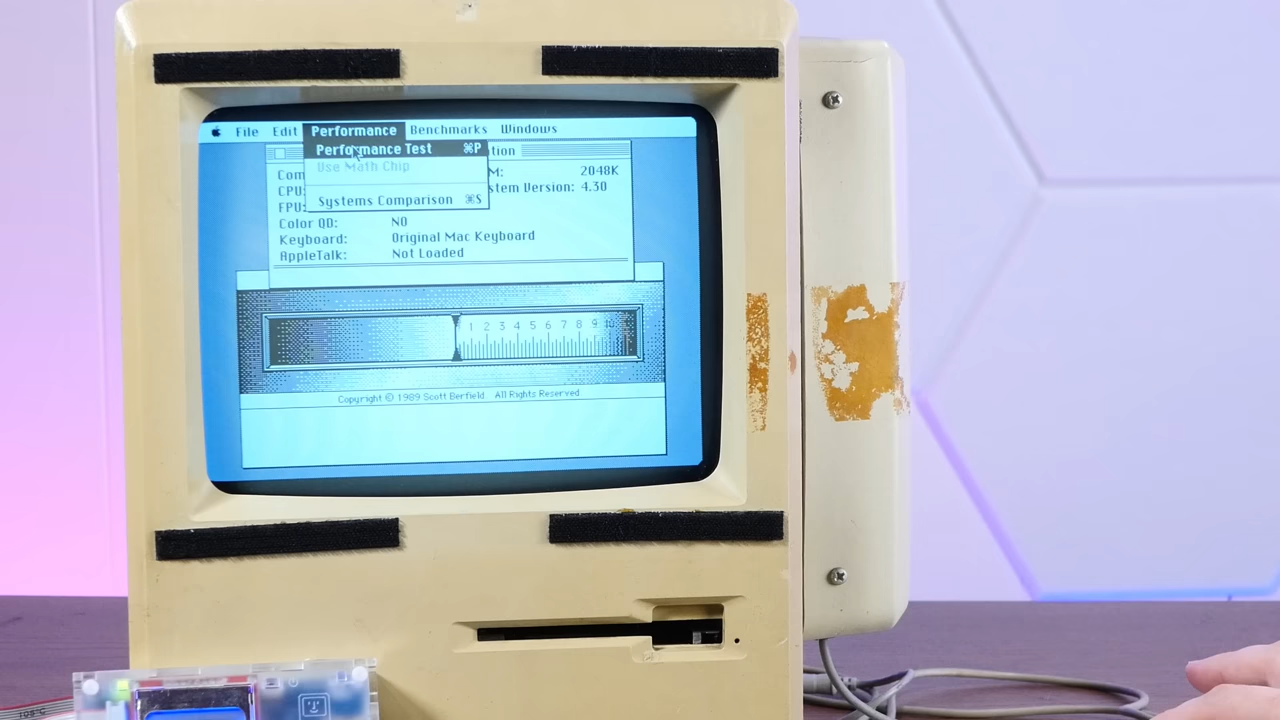 File Edit Performance Benchmarks Windows
Performance Test ⌘P
Use Math Chip
Systems Comparison ⌘S
tion
Com
M: 2048K
CPU:
stem Version: 4.30
FPU:
Color QD: NO
Keyboard: Original Mac Keyboard
AppleTalk: Not Loaded
1 2 3 4 5 6 7 8 9 10
Copyright © 1989 Scott Berfield All Rights Reserved
105°C